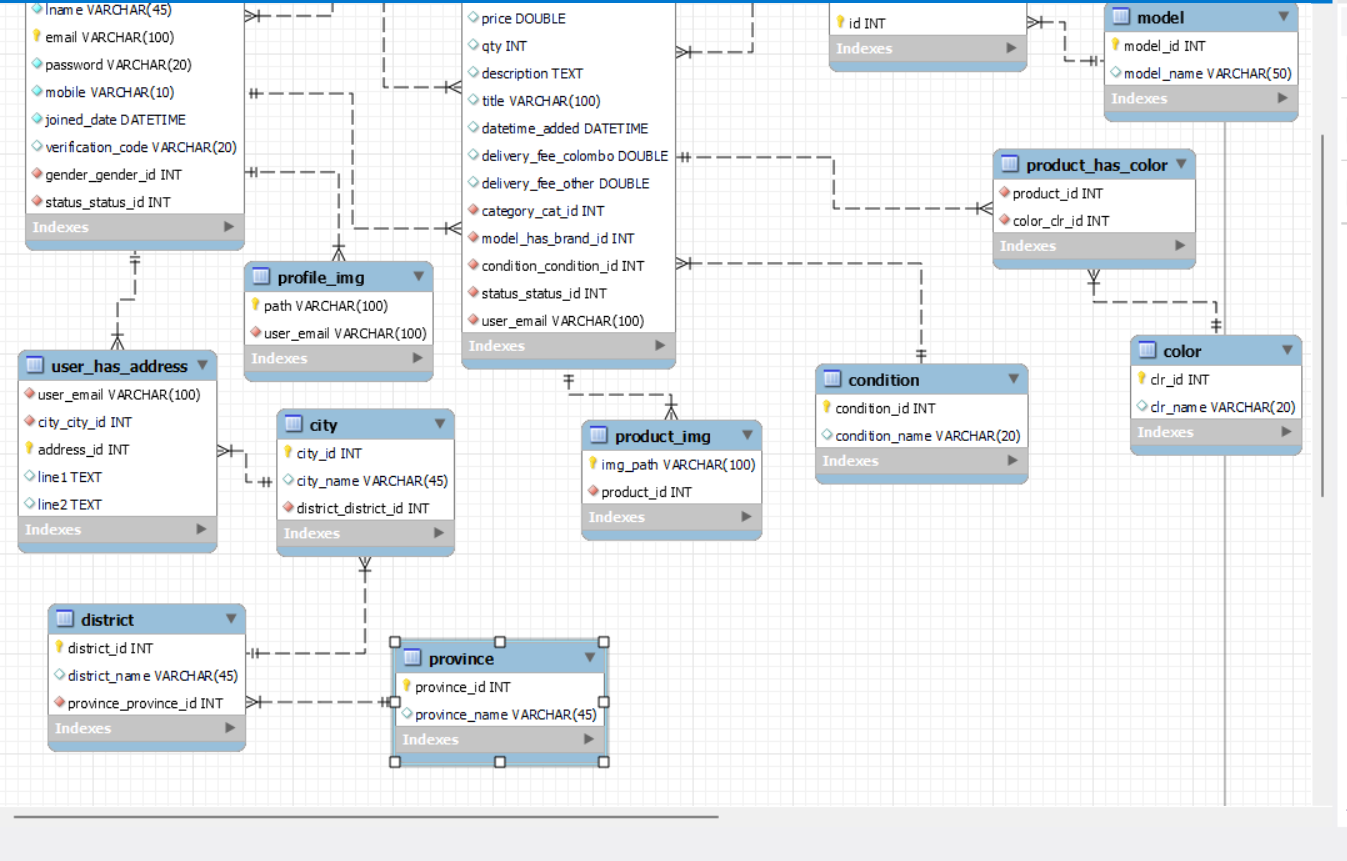 lname VARCHAR(45)
email VARCHAR(100)
password VARCHAR(20)
mobile VARCHAR(10)
joined_date DATETIME
verification_code VARCHAR(20)
gender_gender_id INT
status_status_id INT
Indexes
price DOUBLE
qty INT
description TEXT
title VARCHAR(100)
datetime_added DATETIME
delivery_fee_colombo DOUBLE
delivery_fee_other DOUBLE
category_cat_id INT
model_has_brand_id INT
condition_condition_id INT
status_status_id INT
user_email VARCHAR(100)
Indexes
id INT
Indexes
model
model_id INT
model_name VARCHAR(50)
Indexes
product_has_color
product_id INT
color_clr_id INT
Indexes
profile_img
path VARCHAR(100)
user_email VARCHAR(100)
Indexes
user_has_address
user_email VARCHAR(100)
city_city_id INT
address_id INT
line1 TEXT
line2 TEXT
Indexes
city
city_id INT
city_name VARCHAR(45)
district_district_id INT
Indexes
product_img
img_path VARCHAR(100)
product_id INT
Indexes
condition
condition_id INT
condition_name VARCHAR(20)
Indexes
color
clr_id INT
clr_name VARCHAR(20)
Indexes
district
district_id INT
district_name VARCHAR(45)
province_province_id INT
Indexes
province
province_id INT
province_name VARCHAR(45)
Indexes